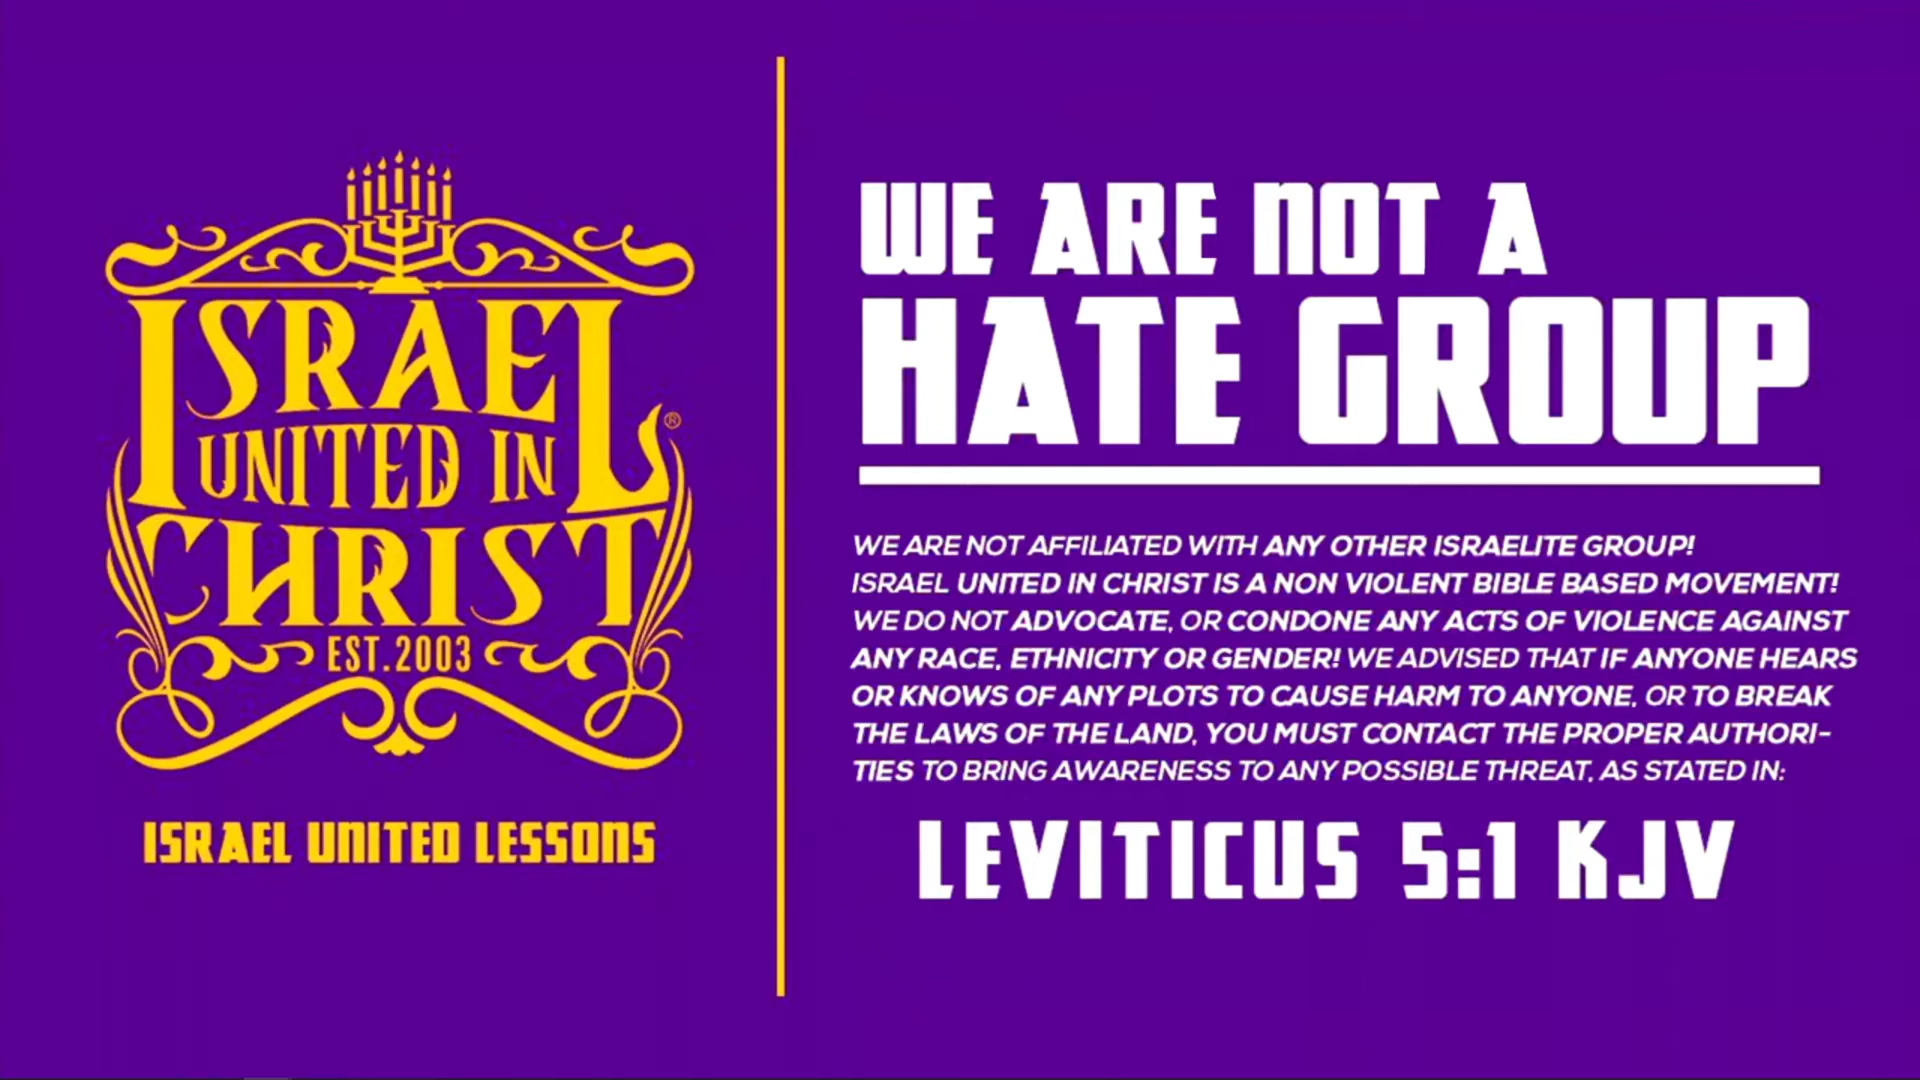 ISRAEL
UNITED IN
CHRIST
®
EST. 2003
ISRAEL UNITED LESSONS
WE ARE NOT A
HATE GROUP
WE ARE NOT AFFILIATED WITH ANY OTHER ISRAELITE GROUP!
ISRAEL UNITED IN CHRIST IS A NON VIOLENT BIBLE BASED MOVEMENT!
WE DO NOT ADVOCATE, OR CONDONE ANY ACTS OF VIOLENCE AGAINST
ANY RACE, ETHNICITY OR GENDER! WE ADVISED THAT IF ANYONE HEARS
OR KNOWS OF ANY PLOTS TO CAUSE HARM TO ANYONE, OR TO BREAK
THE LAWS OF THE LAND, YOU MUST CONTACT THE PROPER AUTHORI-
TIES TO BRING AWARENESS TO ANY POSSIBLE THREAT, AS STATED IN:
LEVITICUS 5:1 KJV